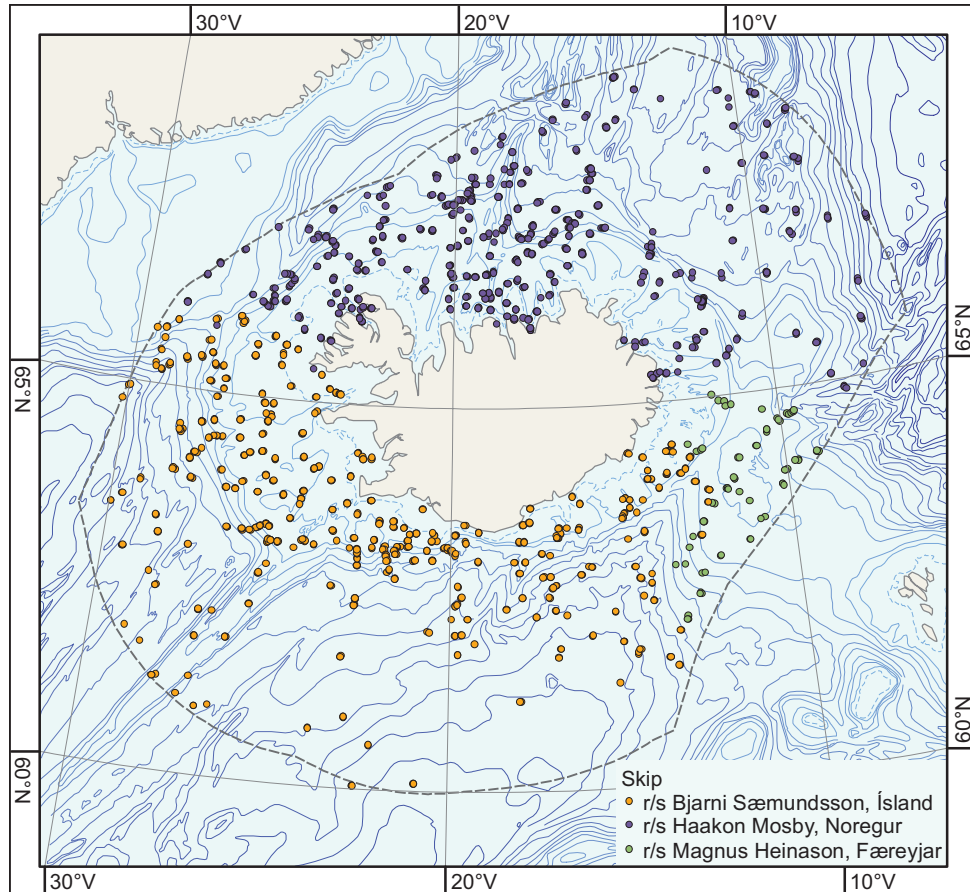 30°V
20°V
10°V
65°N
65°N
60°N
60°N
Skip
r/s Bjarni Sæmundsson, Ísland
r/s Haakon Mosby, Noregur
r/s Magnus Heinason, Færeyjar
30°V
20°V
10°V